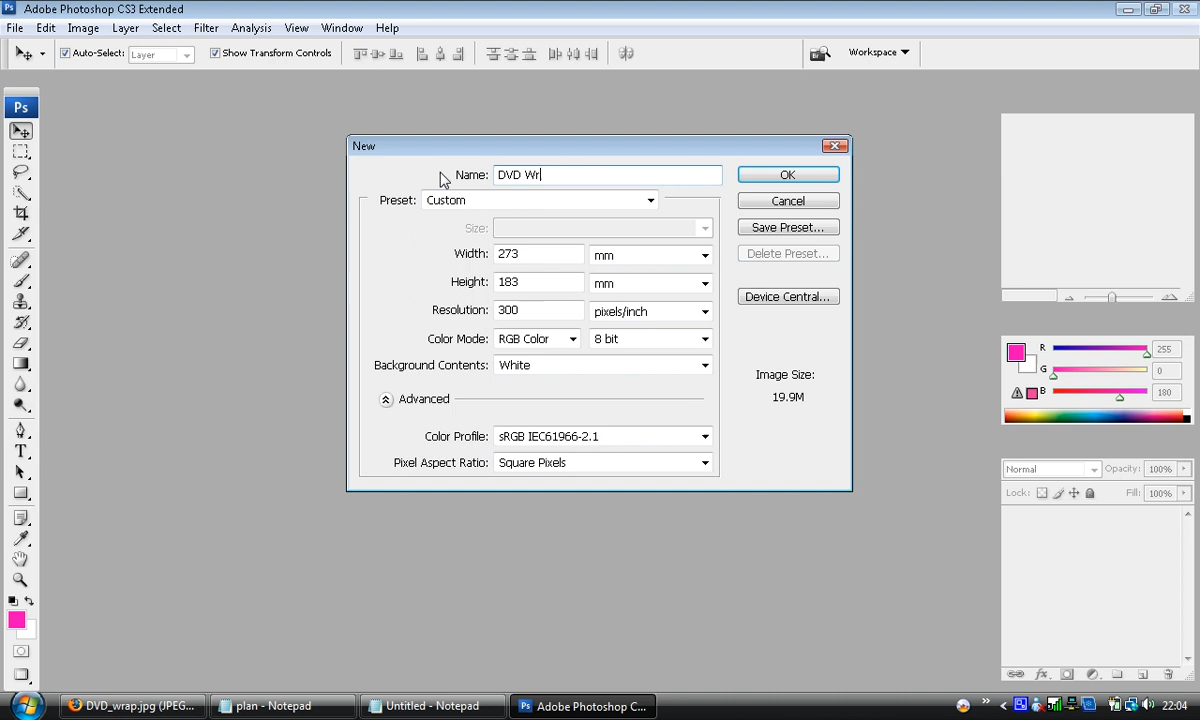 Ps Adobe Photoshop CS3 Extended
File Edit Image Layer Select Filter Analysis View Window Help
Auto-Select: Layer Show Transform Controls Br Workspace
Ps
New
Name: DVD Wr OK
Preset: Custom Cancel
Size: Save Preset...
Width: 273 mm Delete Preset...
Height: 183 mm
Device Central...
Resolution: 300 pixels/inch
Color Mode: RGB Color 8 bit
Background Contents: White
Image Size:
19.9M
Advanced
Color Profile: sRGB IEC61966-2.1
Pixel Aspect Ratio: Square Pixels
R 255
G 0
B 180
Normal Opacity: 100%
Lock: Fill: 100%
T
fx
DVD_wrap.jpg (JPEG... plan - Notepad Untitled - Notepad Ps Adobe Photoshop C... 22:04